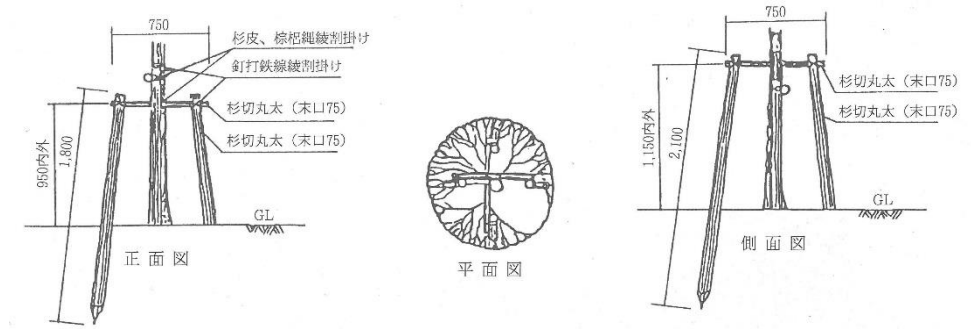 750
杉皮、棕梠縄綾割掛け
釘打鉄線綾割掛け
杉切丸太（末口75）
杉切丸太（末口75）
950内外
1,800
GL
正面図
平面図
750
杉切丸太（末口75）
杉切丸太（末口75）
1,150内外
2,100
GL
側面図